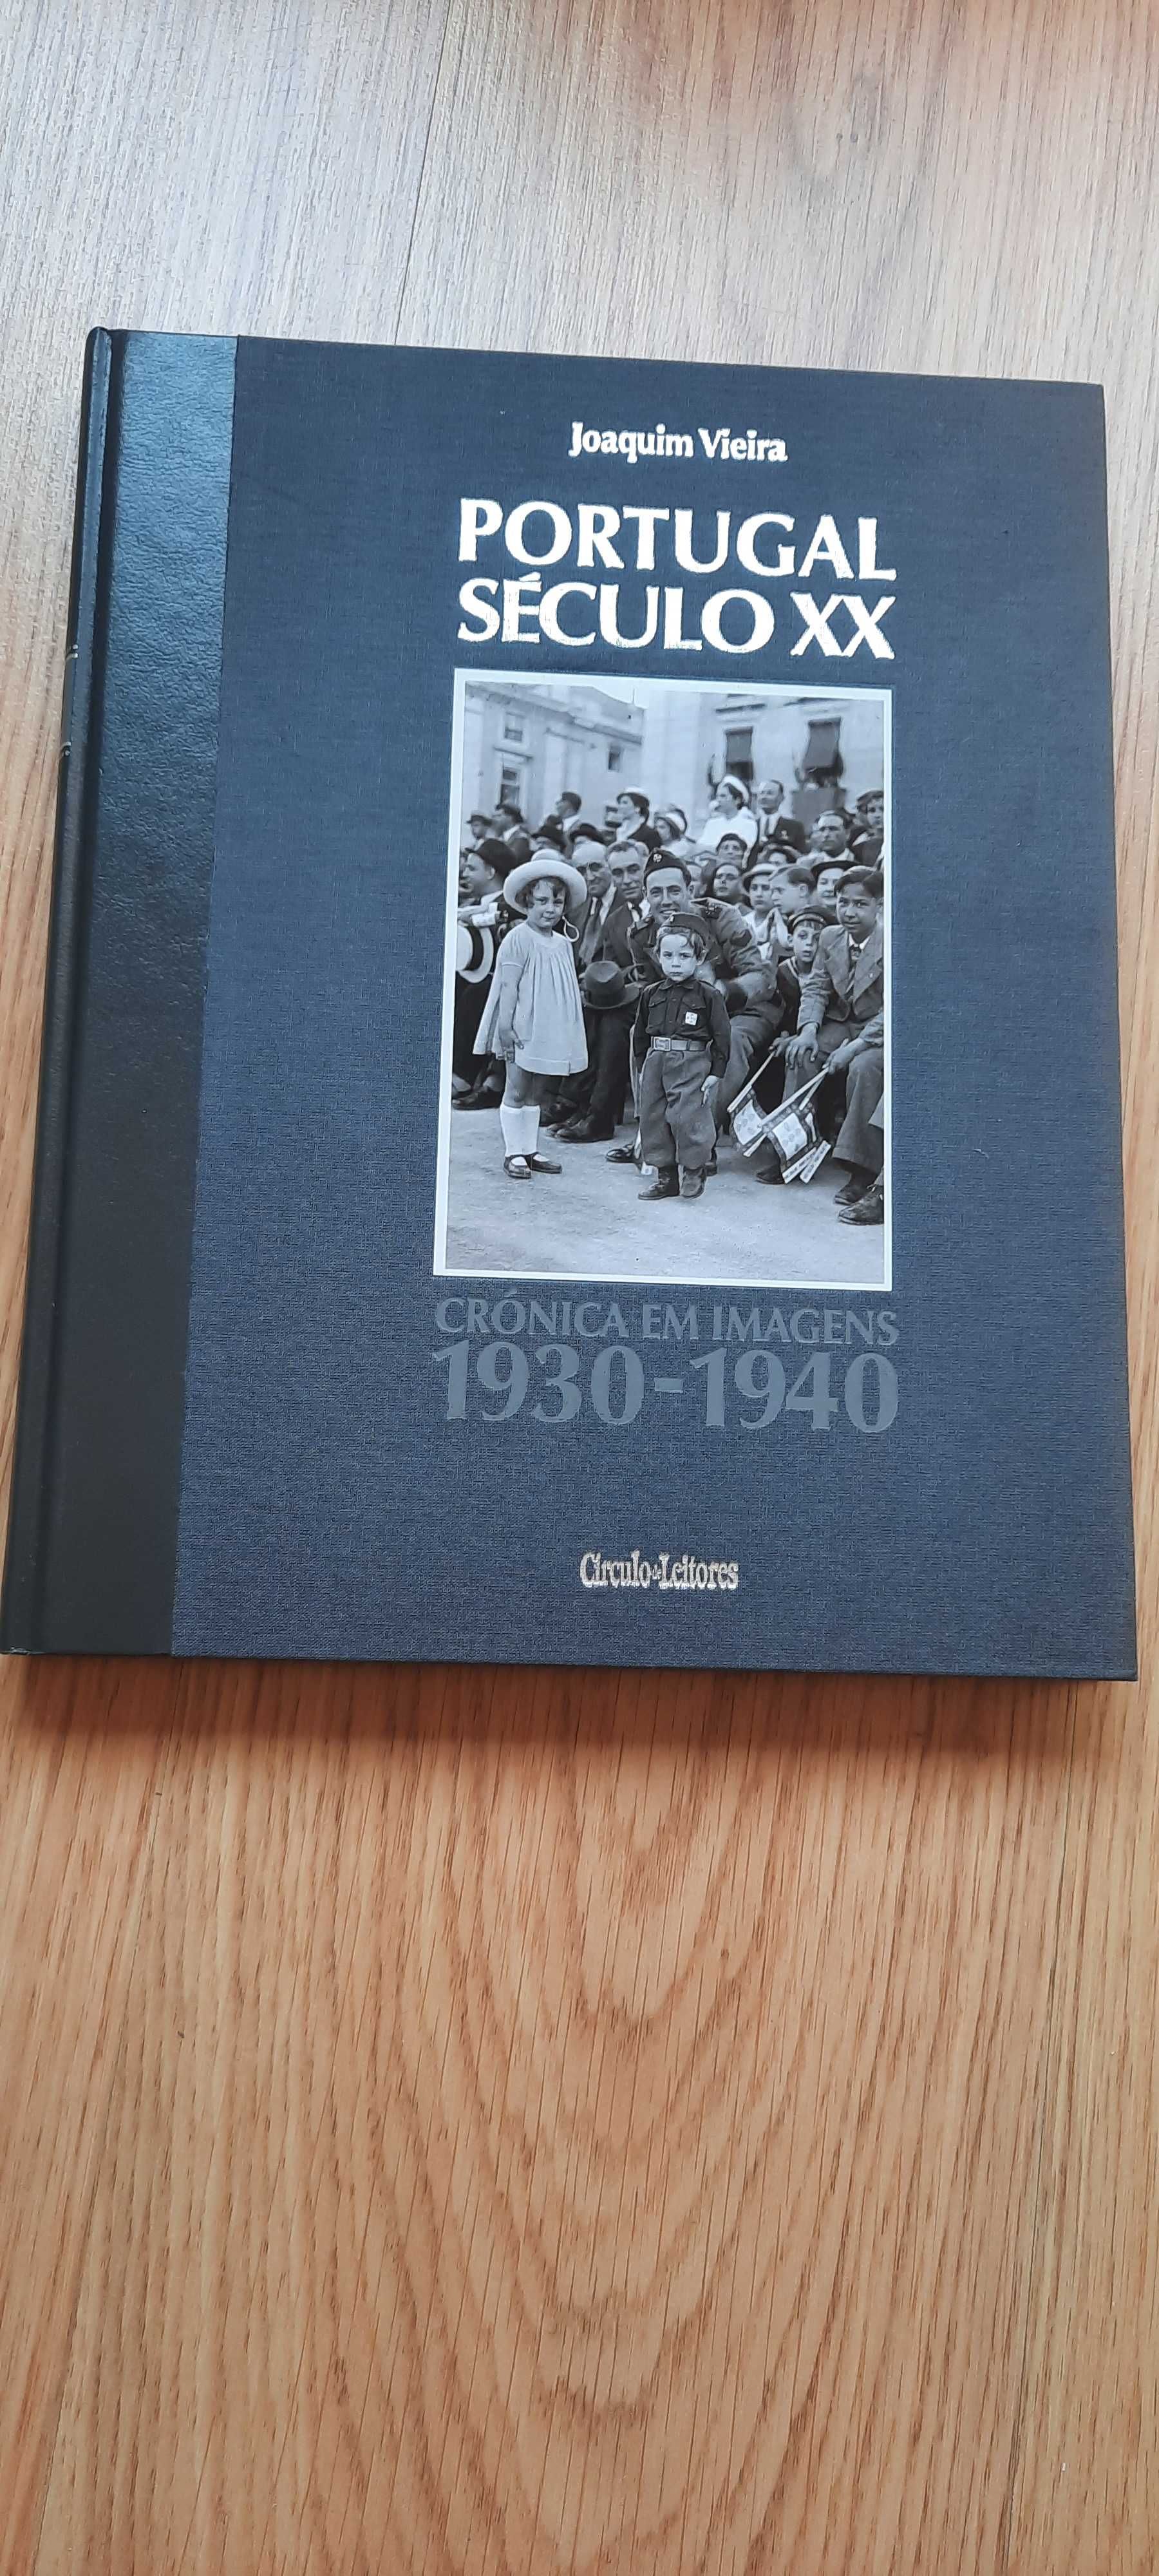 Joaquim Vieira
PORTUGAL
SÉCULO XX
CRÓNICA EM IMAGENS
1930-1940
Círculo de Leitores